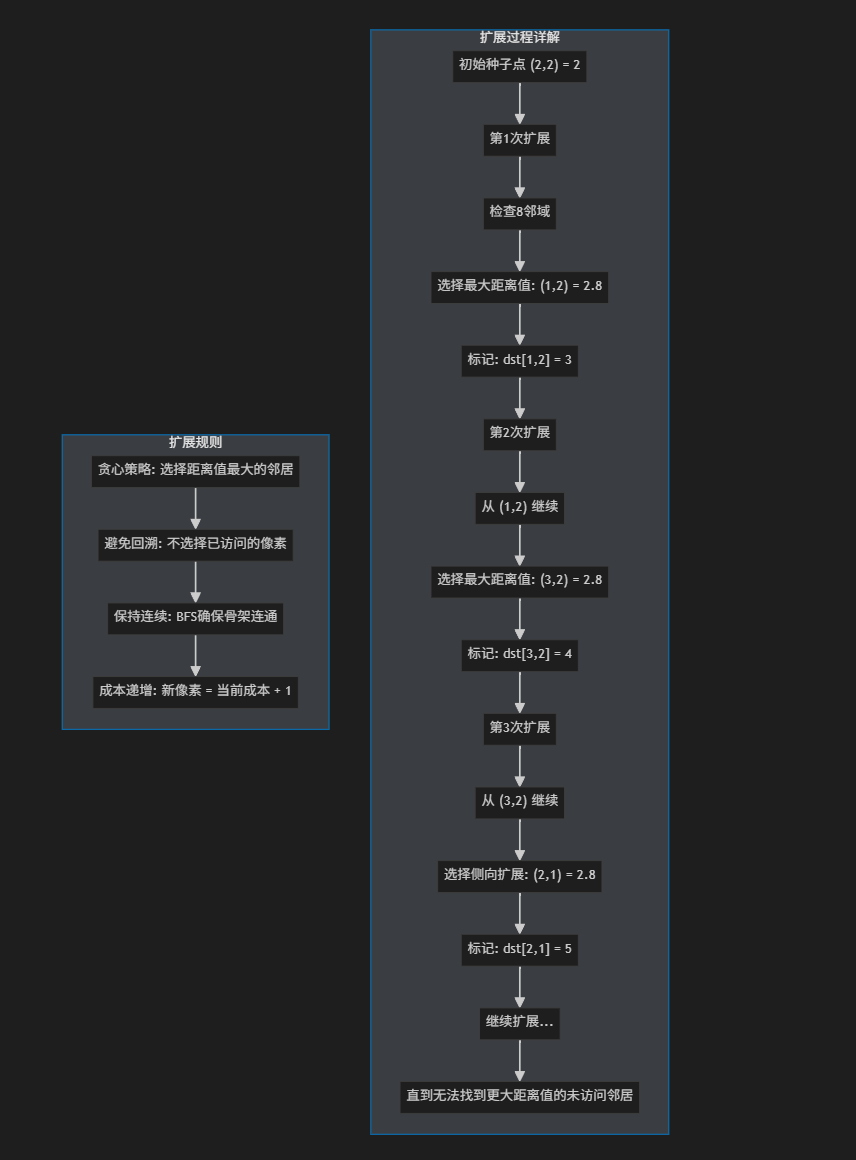 扩展规则
贪心策略: 选择距离值最大的邻居
避免回溯: 不选择已访问的像素
保持连续: BFS确保骨架连通
成本递增: 新像素 = 当前成本 + 1
扩展过程详解
初始种子点 (2,2) = 2
第1次扩展
检查8邻域
选择最大距离值: (1,2) = 2.8
标记: dst[1,2] = 3
第2次扩展
从 (1,2) 继续
选择最大距离值: (3,2) = 2.8
标记: dst[3,2] = 4
第3次扩展
从 (3,2) 继续
选择侧向扩展: (2,1) = 2.8
标记: dst[2,1] = 5
继续扩展...
直到无法找到更大距离值的未访问邻居